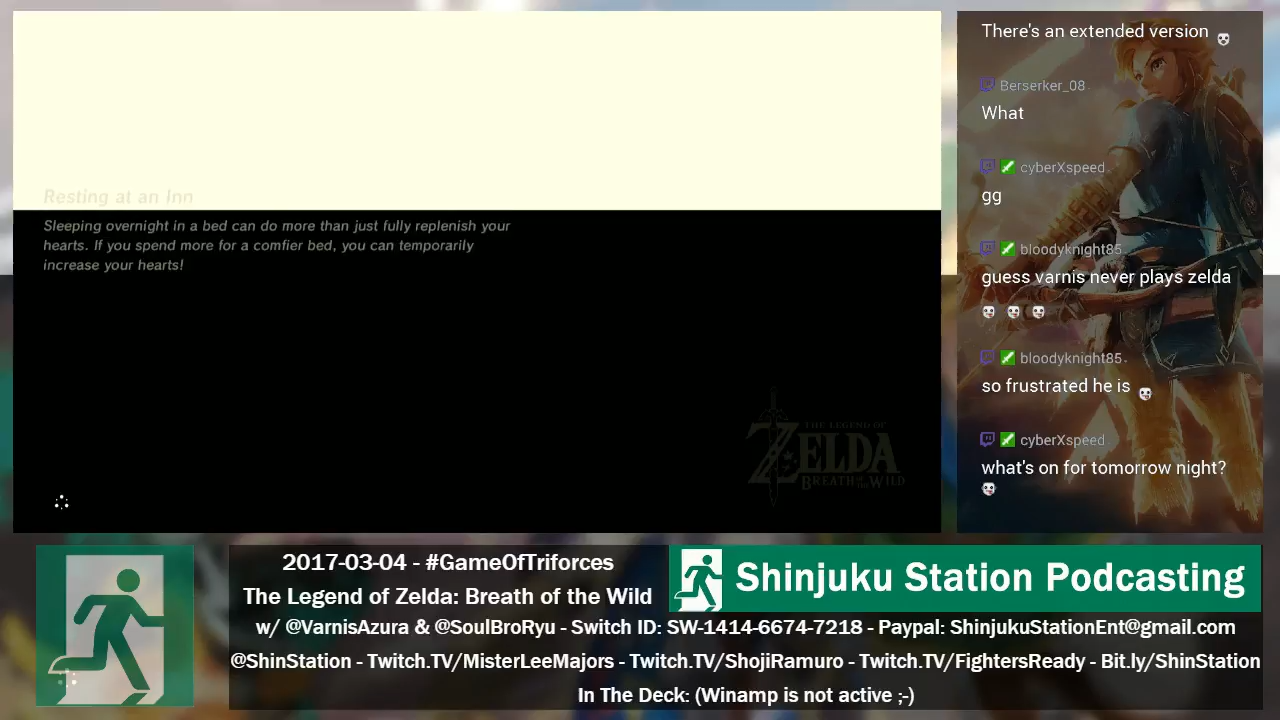 Resting at an Inn
Sleeping overnight in a bed can do more than just fully replenish your
hearts. If you spend more for a comfier bed, you can temporarily
increase your hearts!
THE LEGEND OF
ZELDA
BREATH OF THE WILD
There's an extended version
Berserker_08
What
cyberXspeed
gg
bloodyknight85
guess varnis never plays zelda
bloodyknight85
so frustrated he is
cyberXspeed
what's on for tomorrow night?
2017-03-04 - #GameOfTriforces
The Legend of Zelda: Breath of the Wild
Shinjuku Station Podcasting
w/ @VarnisAzura & @SoulBroRyu - Switch ID: SW-1414-6674-7218 - Paypal: ShinjukuStationEnt@gmail.com
@ShinStation - Twitch.TV/MisterLeeMajors - Twitch.TV/ShojiRamuro - Twitch.TV/FightersReady - Bit.ly/ShinStation
In The Deck: (Winamp is not active ;-)